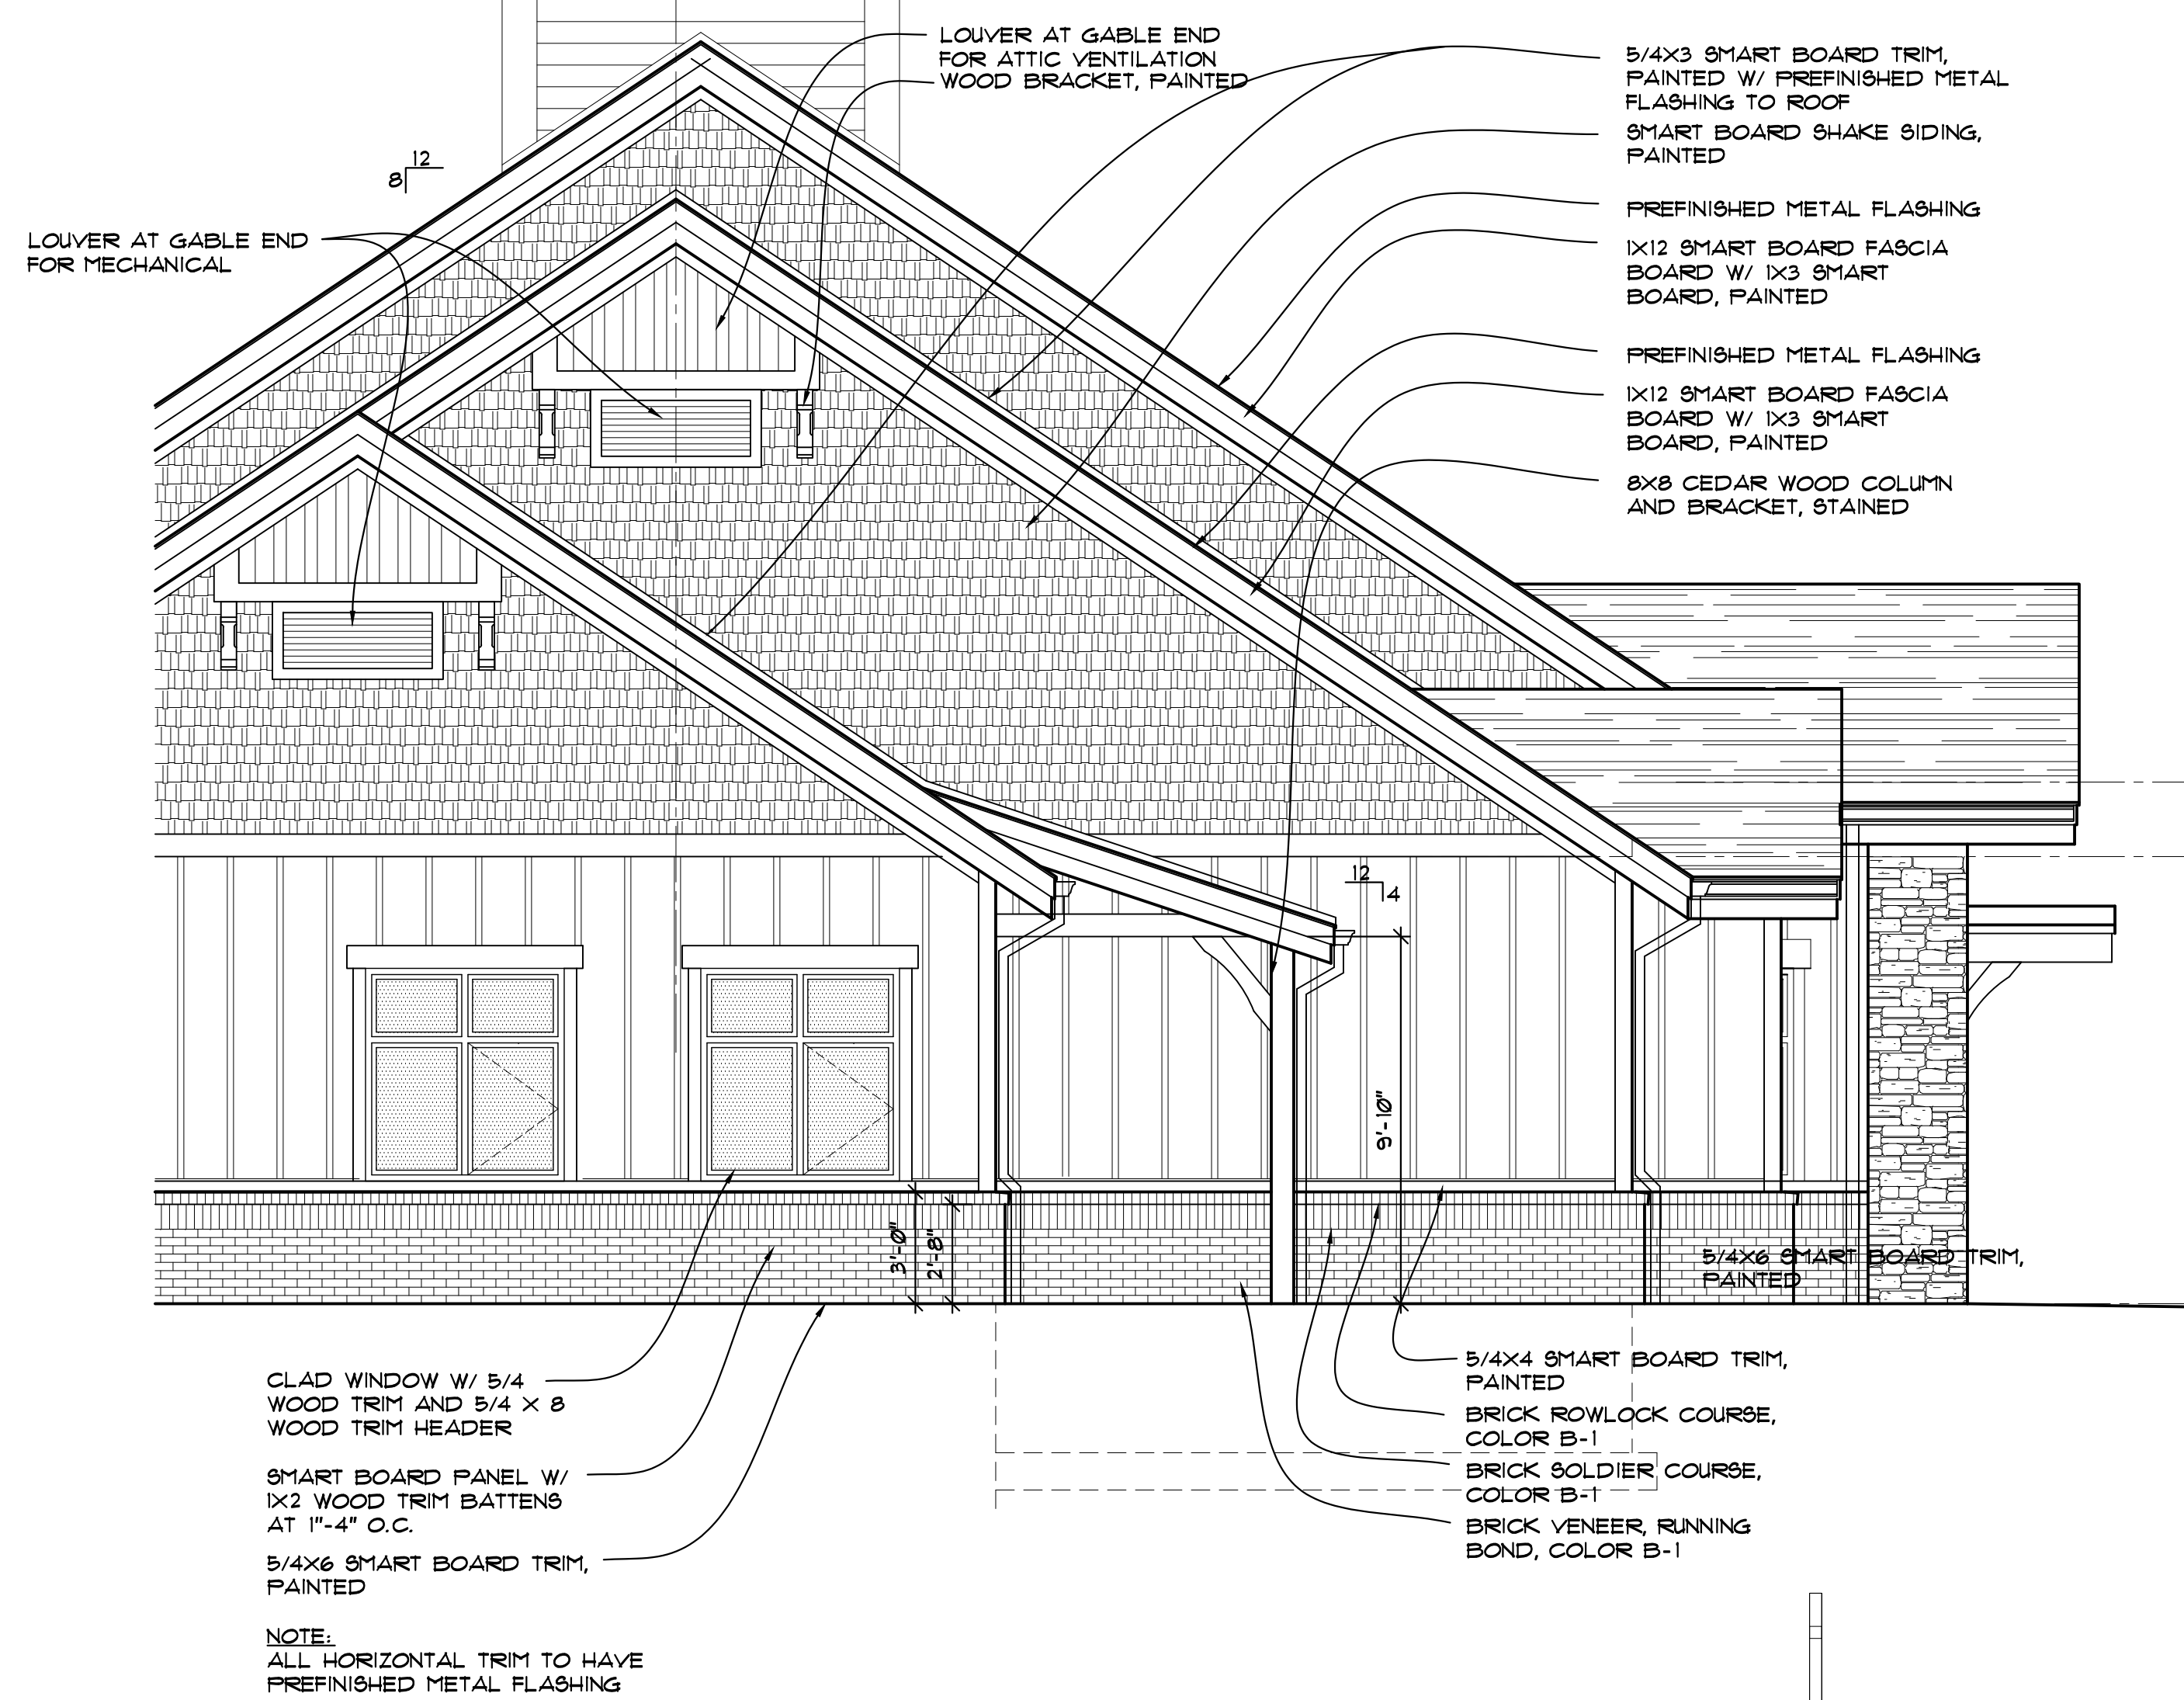 LOUVER AT GABLE END
FOR ATTIC VENTILATION
WOOD BRACKET, PAINTED
5/4X3 SMART BOARD TRIM,
PAINTED W/ PREFINISHED METAL
FLASHING TO ROOF
SMART BOARD SHAKE SIDING,
PAINTED
12
8
PREFINISHED METAL FLASHING
LOUVER AT GABLE END
FOR MECHANICAL
1X12 SMART BOARD FASCIA
BOARD W/ 1X3 SMART
BOARD, PAINTED
PREFINISHED METAL FLASHING
1X12 SMART BOARD FASCIA
BOARD W/ 1X3 SMART
BOARD, PAINTED
8X8 CEDAR WOOD COLUMN
AND BRACKET, STAINED
12
4
9'-10"
3'-0"
2'-8"
5/4X6 SMART BOARD TRIM,
PAINTED
CLAD WINDOW W/ 5/4
WOOD TRIM AND 5/4 X 8
WOOD TRIM HEADER
SMART BOARD PANEL W/
1X2 WOOD TRIM BATTENS
AT 1"-4" O.C.
5/4X6 SMART BOARD TRIM,
PAINTED
NOTE:
ALL HORIZONTAL TRIM TO HAVE
PREFINISHED METAL FLASHING
5/4X4 SMART BOARD TRIM,
PAINTED
BRICK ROWLOCK COURSE,
COLOR B-1
BRICK SOLDIER COURSE,
COLOR B-1
BRICK VENEER, RUNNING
BOND, COLOR B-1